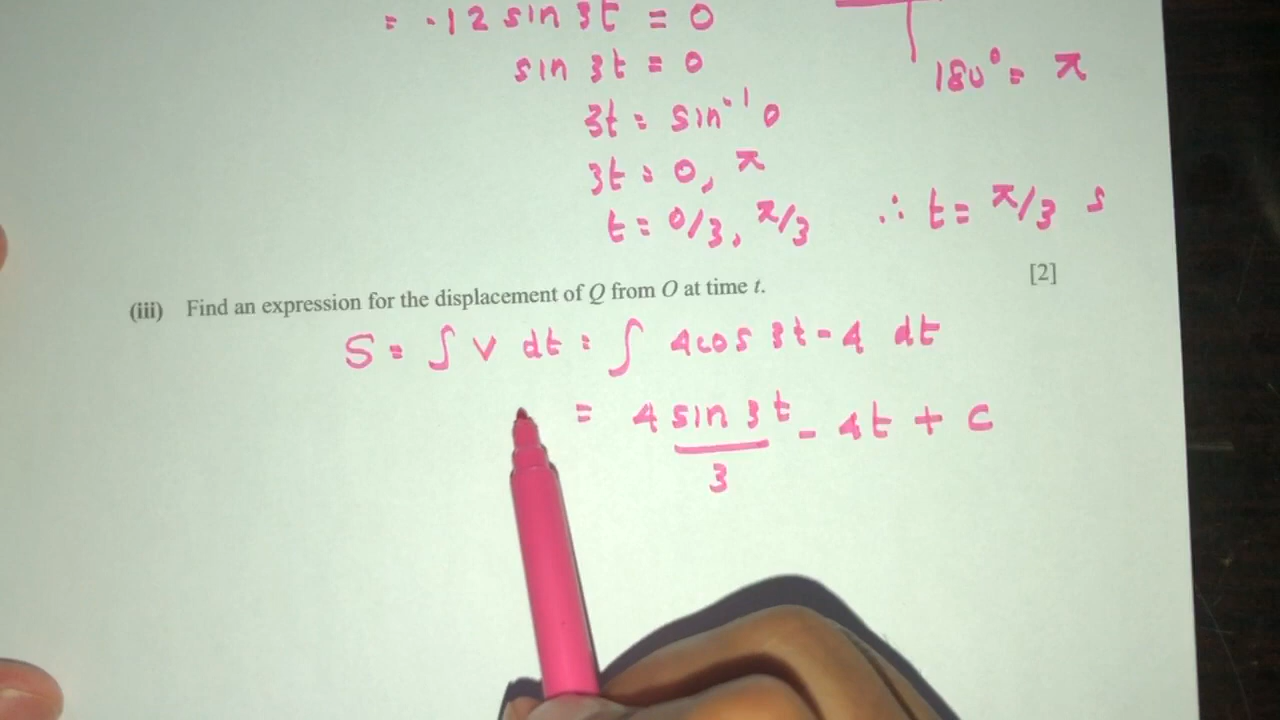 = -12 sin 3t = 0
sin 3t = 0
180° = π
3t = sin⁻¹ 0
3t = 0, π
t = 0/3, π/3 ∴ t = π/3 s
(iii) Find an expression for the displacement of Q from O at time t. [2]
S = ∫ v dt = ∫ 4cos 3t - 4 dt
= 4 sin 3t/3 - 4t + c